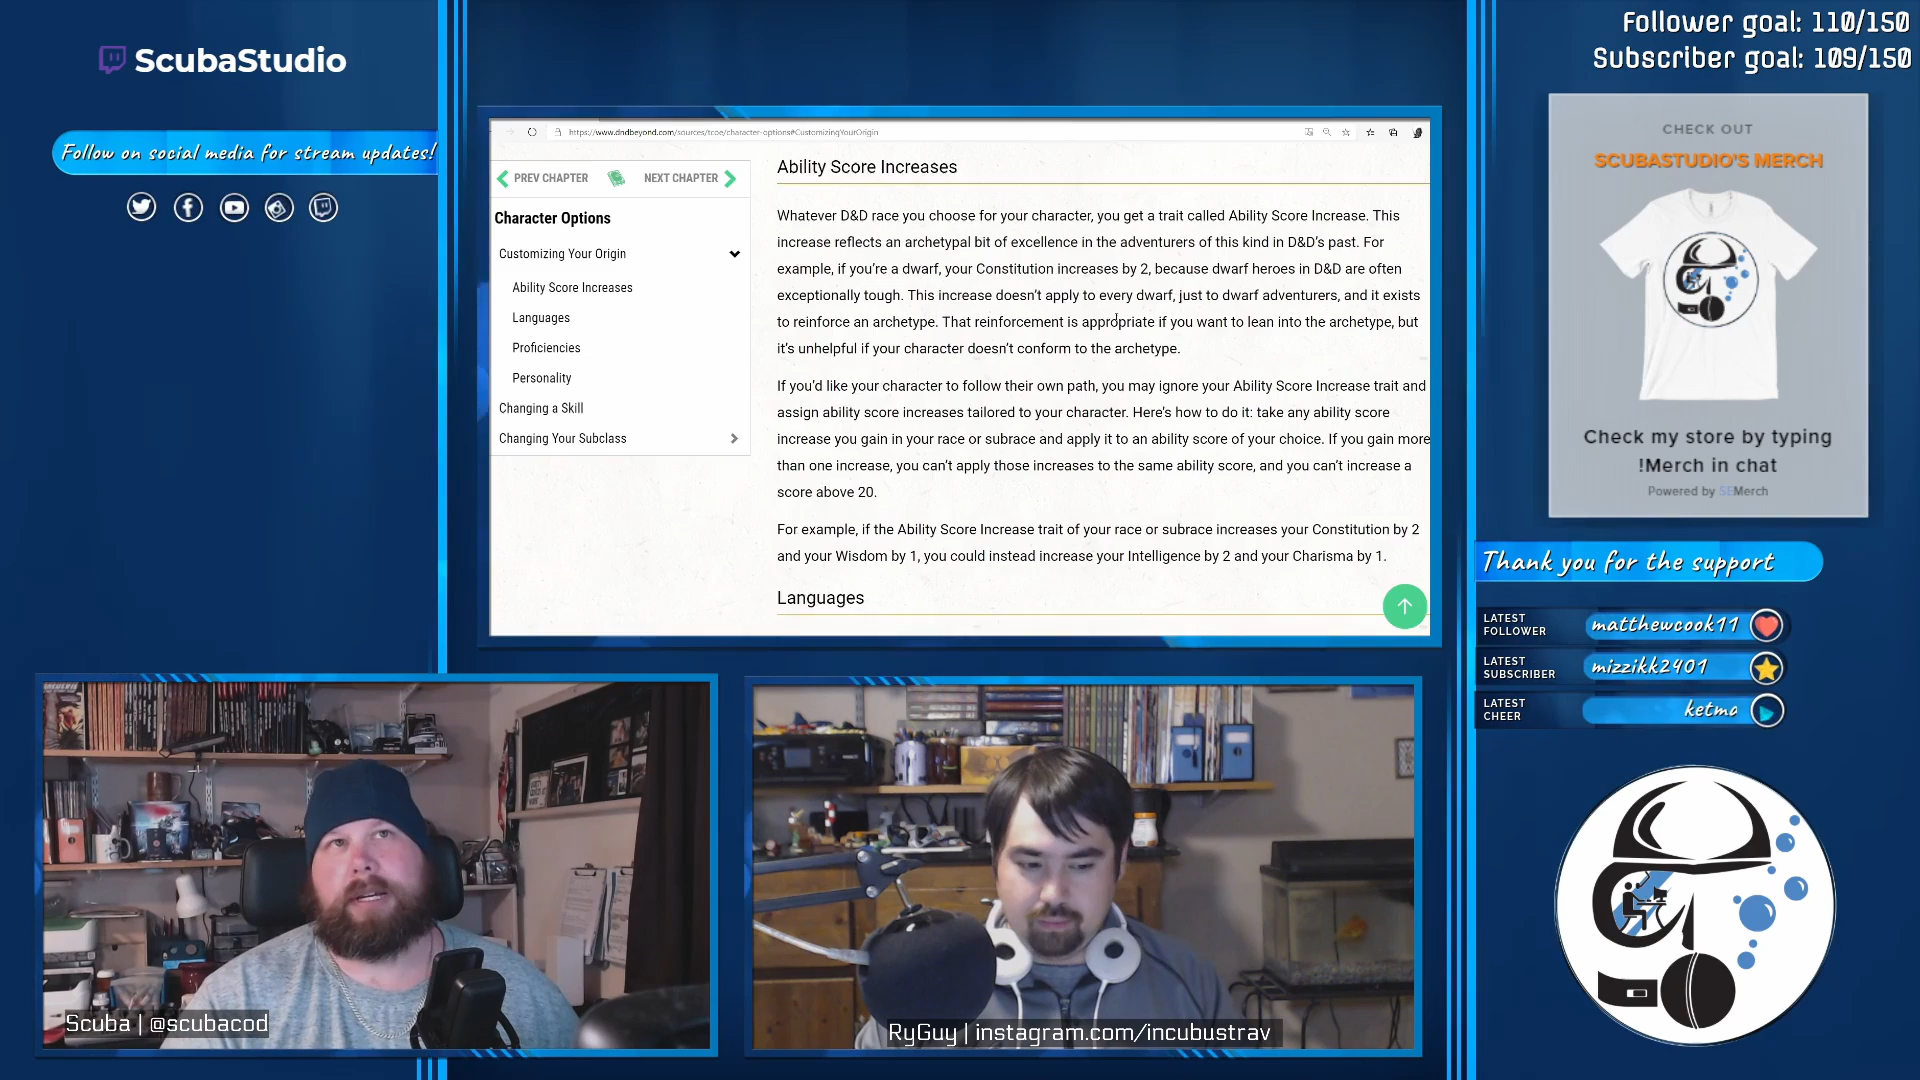 ScubaStudio
Follow on social media for stream updates!
Follower goal: 110/150
Subscriber goal: 109/150
https://www.dndbeyond.com/sources/tcoe/character-options#CustomizingYourOrigin
PREV CHAPTER
NEXT CHAPTER
Character Options
Customizing Your Origin
Ability Score Increases
Languages
Proficiencies
Personality
Changing a Skill
Changing Your Subclass
Ability Score Increases
Whatever D&D race you choose for your character, you get a trait called Ability Score Increase. This
increase reflects an archetypal bit of excellence in the adventurers of this kind in D&D's past. For
example, if you're a dwarf, your Constitution increases by 2, because dwarf heroes in D&D are often
exceptionally tough. This increase doesn't apply to every dwarf, just to dwarf adventurers, and it exists
to reinforce an archetype. That reinforcement is appropriate if you want to lean into the archetype, but
it's unhelpful if your character doesn't conform to the archetype.
If you'd like your character to follow their own path, you may ignore your Ability Score Increase trait and
assign ability score increases tailored to your character. Here's how to do it: take any ability score
increase you gain in your race or subrace and apply it to an ability score of your choice. If you gain more
than one increase, you can't apply those increases to the same ability score, and you can't increase a
score above 20.
For example, if the Ability Score Increase trait of your race or subrace increases your Constitution by 2
and your Wisdom by 1, you could instead increase your Intelligence by 2 and your Charisma by 1.
Languages
CHECK OUT
SCUBASTUDIO'S MERCH
Check my store by typing
!Merch in chat
Powered by SEMerch
Thank you for the support
LATEST
FOLLOWER
matthewcook11
LATEST
SUBSCRIBER
mizzikk2401
LATEST
CHEER
ketma
Scuba | @scubacod
RyGuy | instagram.com/incubustrav